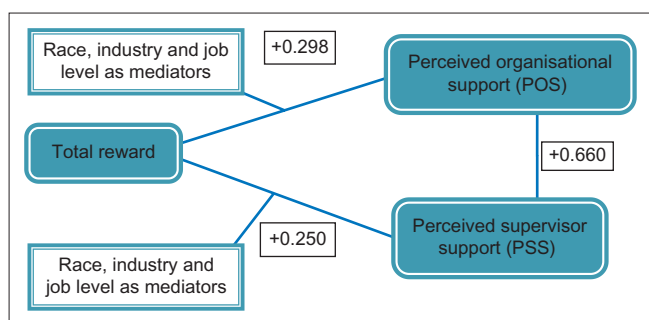 Race, industry and job
level as mediators
+0.298
Perceived organisational
support (POS)
Total reward
+0.660
Race, industry and
job level as mediators
+0.250
Perceived supervisor
support (PSS)